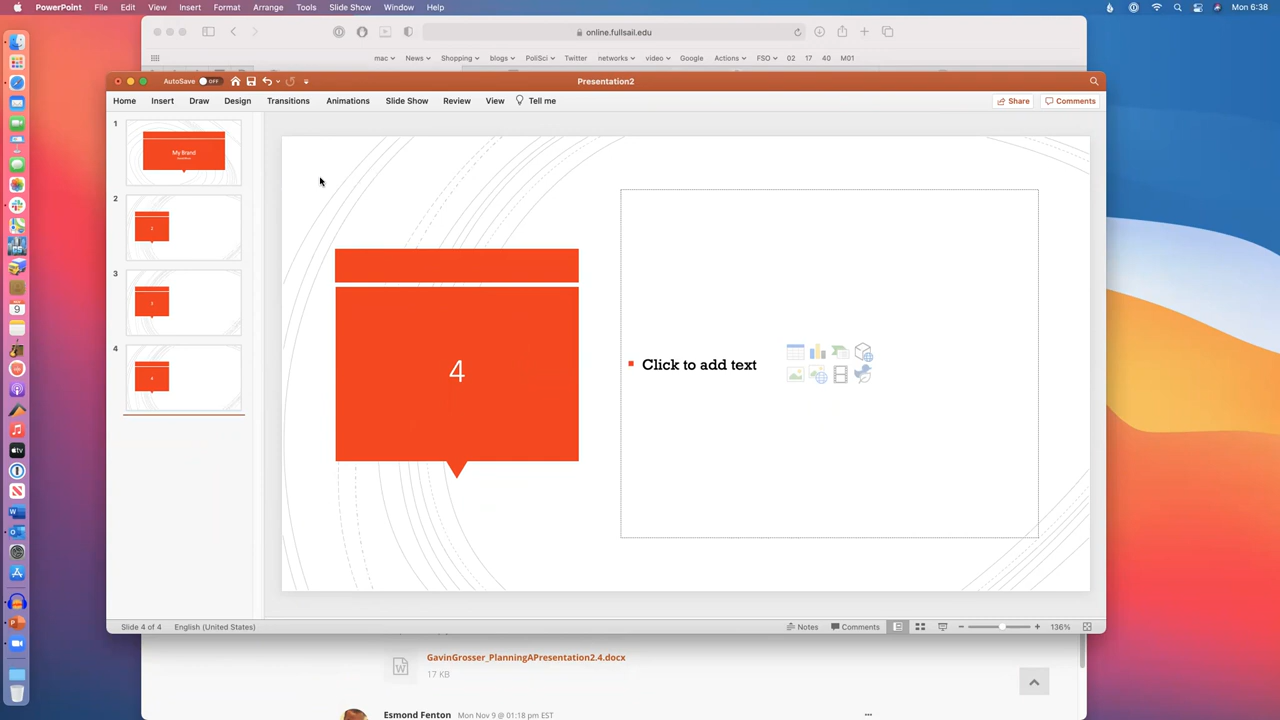 PowerPoint File Edit View Insert Format Arrange Tools Slide Show Window Help Mon 6:38
online.fullsail.edu
mac News Shopping blogs PoliSci Twitter networks video Google Actions FSO 02 17 40 M01
AutoSave OFF Presentation2
Home Insert Draw Design Transitions Animations Slide Show Review View Tell me Share Comments
1
My Brand
2
3
3
4
4
4
Click to add text
Slide 4 of 4 English (United States) Notes Comments 136%
GavinGrosser_PlanningAPresentation2.4.docx
17 KB
Esmond Fenton Mon Nov 9 @ 01:18 pm EST